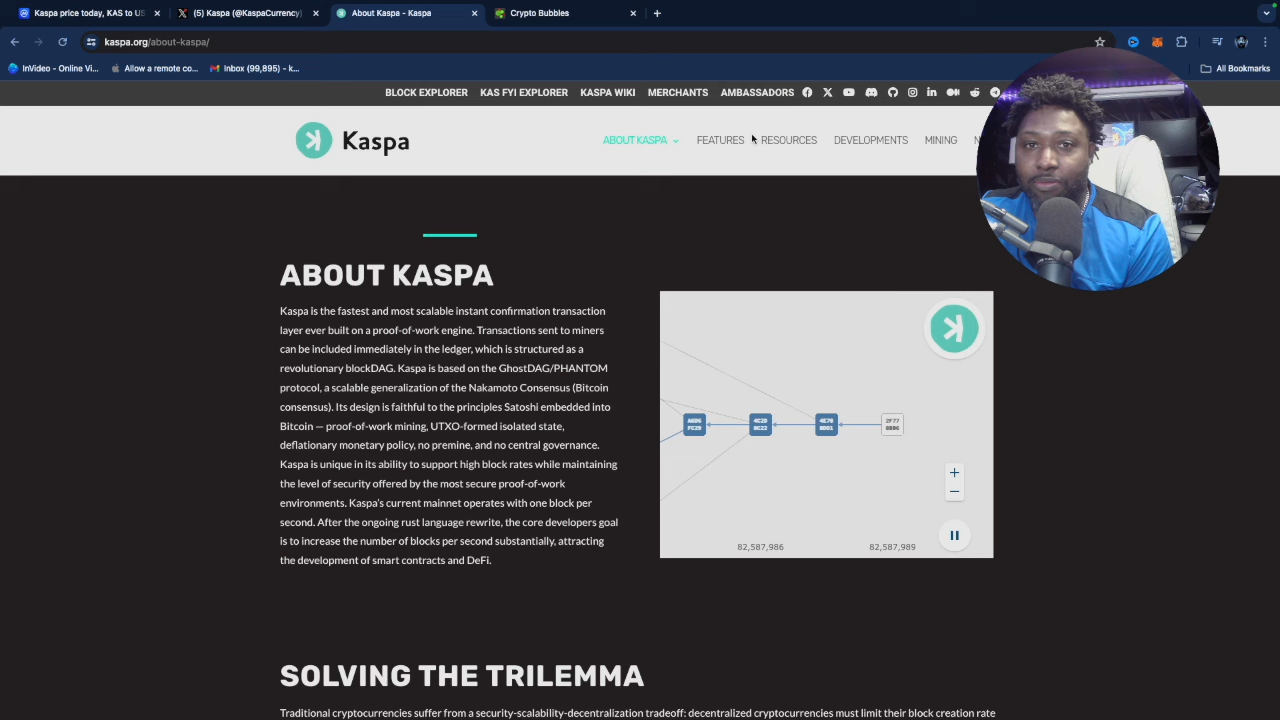 Kaspa price today, KAS to US
(5) Kaspa (@KaspaCurrency)
About Kaspa - Kaspa
Crypto Bubbles
kaspa.org/about-kaspa/
InVideo - Online Vi...
Allow a remote co...
Inbox (99,895) - k...
All Bookmarks
BLOCK EXPLORER
KAS FYI EXPLORER
KASPA WIKI
MERCHANTS
AMBASSADORS
Kaspa
ABOUT KASPA
FEATURES
RESOURCES
DEVELOPMENTS
MINING
ABOUT KASPA
Kaspa is the fastest and most scalable instant confirmation transaction
layer ever built on a proof-of-work engine. Transactions sent to miners
can be included immediately in the ledger, which is structured as a
revolutionary blockDAG. Kaspa is based on the GhostDAG/PHANTOM
protocol, a scalable generalization of the Nakamoto Consensus (Bitcoin
consensus). Its design is faithful to the principles Satoshi embedded into
Bitcoin — proof-of-work mining, UTXO-formed isolated state,
deflationary monetary policy, no premine, and no central governance.
Kaspa is unique in its ability to support high block rates while maintaining
the level of security offered by the most secure proof-of-work
environments. Kaspa's current mainnet operates with one block per
second. After the ongoing rust language rewrite, the core developers goal
is to increase the number of blocks per second substantially, attracting
the development of smart contracts and DeFi.
82,587,986
82,587,989
SOLVING THE TRILEMMA
Traditional cryptocurrencies suffer from a security-scalability-decentralization tradeoff: decentralized cryptocurrencies must limit their block creation rate